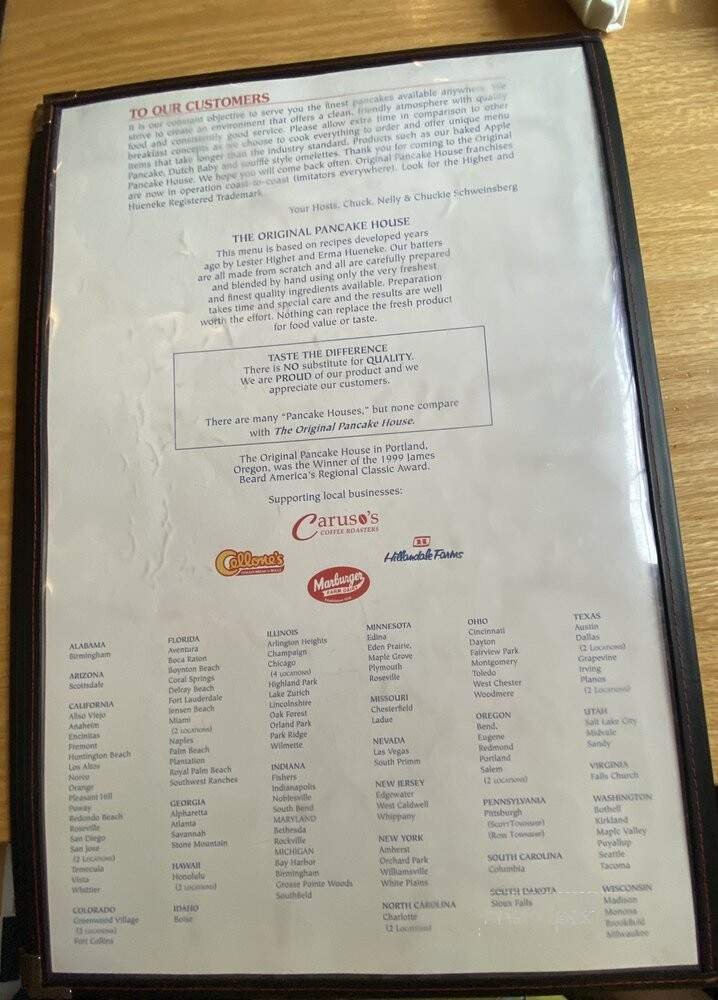 TO OUR CUSTOMERS
It is our constant objective to serve you the finest pancakes available anywhere. We
strive to create an environment that offers a clean, friendly atmosphere with quality
food and consistently good service. Please allow extra time in comparison to other
breakfast concepts as we choose to cook everything to order and offer unique menu
items that take longer than the industry standard. Products such as our baked Apple
Pancake, Dutch Baby and soufflé style omelettes. Thank you for coming to the Original
Pancake House. We hope you will come back often. Original Pancake House franchises
are now in operation coast-to-coast (imitators everywhere). Look for the Highet and
Hueneke Registered Trademark.
Your Hosts, Chuck, Nelly & Chuckie Schweinsberg
THE ORIGINAL PANCAKE HOUSE
This menu is based on recipes developed years
ago by Lester Highet and Erma Hueneke. Our batters
are all made from scratch and all are carefully prepared
and blended by hand using only the very freshest
and finest quality ingredients available. Preparation
takes time and special care and the results are well
worth the effort. Nothing can replace the fresh product
for food value or taste.
TASTE THE DIFFERENCE
There is NO substitute for QUALITY.
We are PROUD of our product and we
appreciate our customers.
There are many "Pancake Houses," but none compare
with The Original Pancake House.
The Original Pancake House in Portland,
Oregon, was the Winner of the 1999 James
Beard America's Regional Classic Award.
Supporting local businesses:
Caruso's
COFFEE ROASTERS
Cellone's
Hillandale Farms
Marburger
FARM DAIRY
ALABAMA
Birmingham
ARIZONA
Scottsdale
CALIFORNIA
Aliso Viejo
Anaheim
Encinitas
Fremont
Huntington Beach
Los Altos
Norco
Orange
Pleasant Hill
Poway
Redondo Beach
Roseville
San Diego
San Jose
(2 Locations)
Temecula
Vista
Whittier
COLORADO
Greenwood Village
(3 Locations)
Fort Collins
FLORIDA
Aventura
Boca Raton
Boynton Beach
Coral Springs
Delray Beach
Fort Lauderdale
Jensen Beach
Miami
(2 Locations)
Naples
Palm Beach
Plantation
Royal Palm Beach
Southwest Ranches
GEORGIA
Alpharetta
Atlanta
Savannah
Stone Mountain
HAWAII
Honolulu
(2 Locations)
IDAHO
Boise
ILLINOIS
Arlington Heights
Champaign
Chicago
(4 Locations)
Highland Park
Lake Zurich
Lincolnshire
Oak Forest
Orland Park
Park Ridge
Wilmette
INDIANA
Fishers
Indianapolis
Noblesville
South Bend
MARYLAND
Bethesda
Rockville
MICHIGAN
Bay Harbor
Birmingham
Grosse Pointe Woods
Southfield
MINNESOTA
Edina
Eden Prairie,
Maple Grove
Plymouth
Roseville
MISSOURI
Chesterfield
Ladue
NEVADA
Las Vegas
South Primm
NEW JERSEY
Edgewater
West Caldwell
Whippany
NEW YORK
Amherst
Orchard Park
Williamsville
White Plains
NORTH CAROLINA
Charlotte
(2 Locations)
OHIO
Cincinnati
Dayton
Fairview Park
Montgomery
Toledo
West Chester
Woodmere
OREGON
Bend,
Eugene
Redmond
Portland
Salem
(2 Locations)
PENNSYLVANIA
Pittsburgh
(Scott Township)
(Ross Township)
SOUTH CAROLINA
Columbia
SOUTH DAKOTA
Sioux Falls
TEXAS
Austin
Dallas
(2 Locations)
Grapevine
Irving
Planos
(2 Locations)
UTAH
Salt Lake City
Midvale
Sandy
VIRGINIA
Falls Church
WASHINGTON
Bothell
Kirkland
Maple Valley
Puyallup
Seattle
Tacoma
WISCONSIN
Madison
Monona
Brookfield
Milwaukee